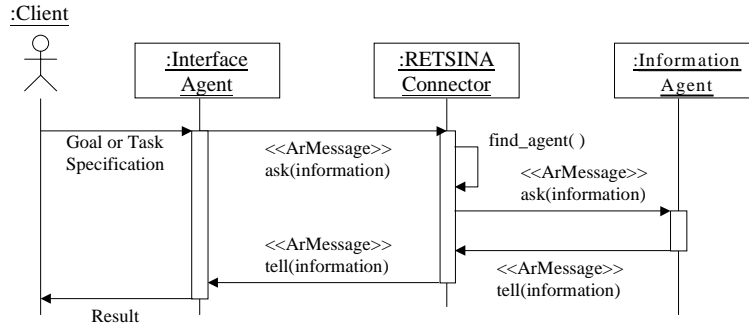 :Client
:Interface
Agent
:RETSINA
Connector
:Information
Agent
Goal or Task
Specification
<<ArMessage>>
ask(information)
find_agent( )
<<ArMessage>>
ask(information)
<<ArMessage>>
tell(information)
<<ArMessage>>
tell(information)
Result